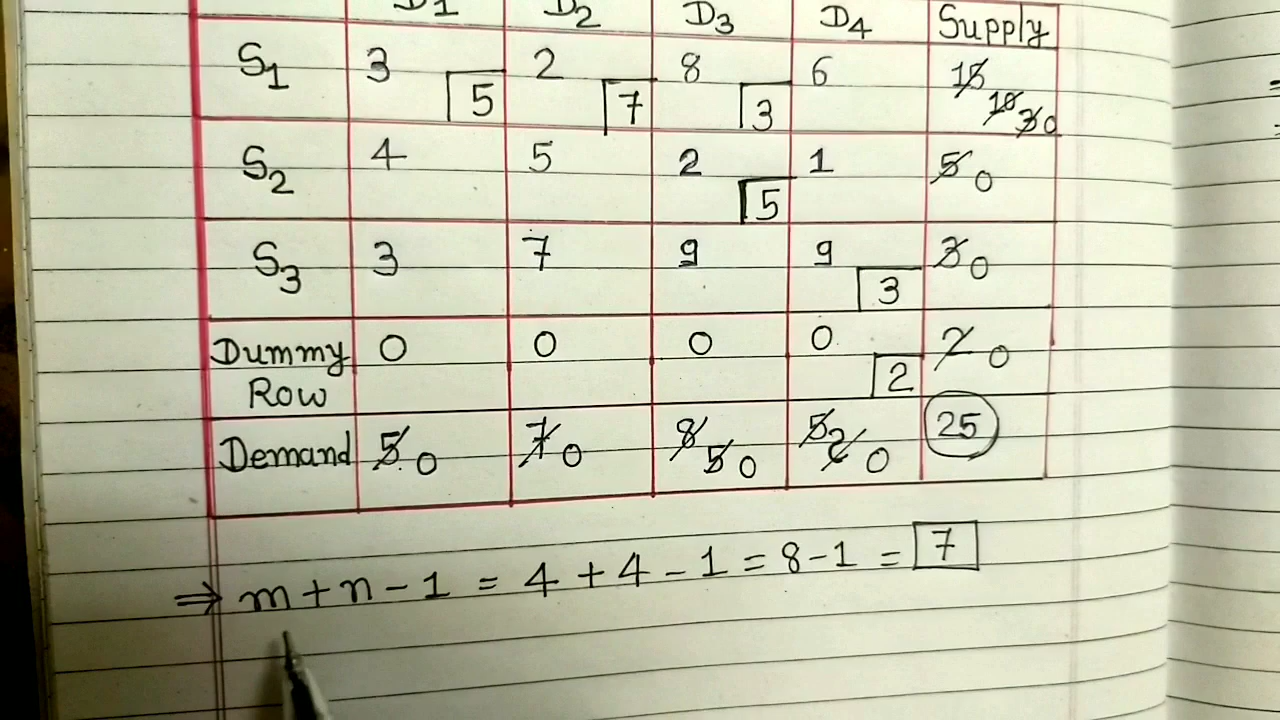 D1 D2 D3 D4 Supply
S1 3 5 2 7 8 3 6 15 10 3 0
S2 4 5 2 5 1 5 0
S3 3 7 9 9 3 3 0
Dummy Row 0 0 0 0 2 2 0
Demand 5 0 7 0 8 5 0 5 2 0 25
⇒ m + n - 1 = 4 + 4 - 1 = 8 - 1 = 7